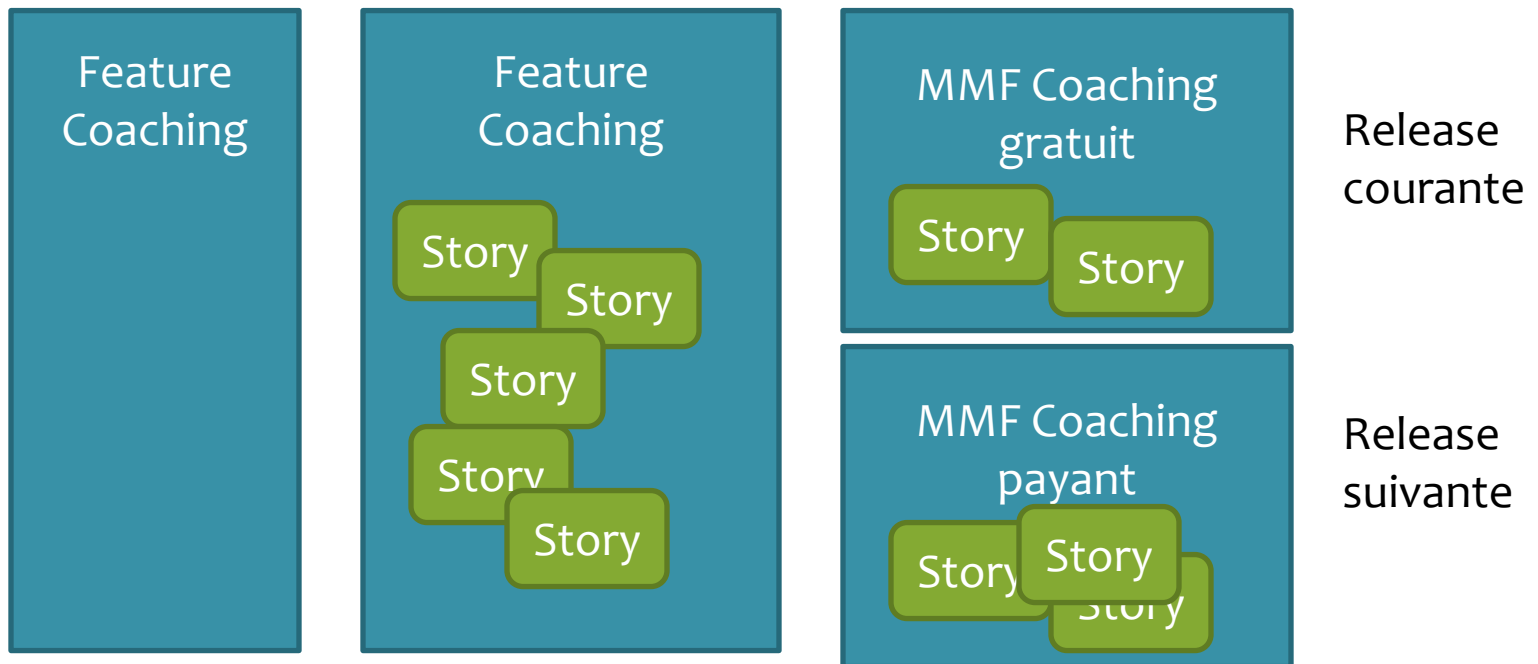 Feature
Coaching
Feature
Coaching
Story
Story
Story
Story
Story
MMF Coaching
gratuit
Story
Story
Release
courante
MMF Coaching
payant
Story
Story
Story
Release
suivante